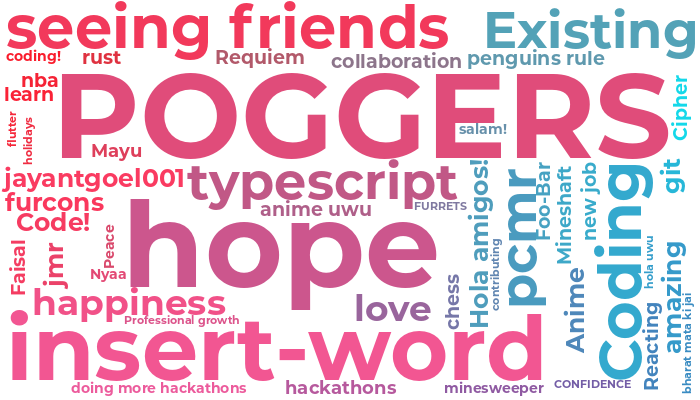 seeing friends
Existing
coding!
rust
Requiem
collaboration
penguins rule
nba
learn
POGGERS
Cipher
flutter
holidays
Mayu
salam!
jayantgoel001
typescript
git
furcons
anime uwu
FURRETS
Code!
hope
Hola amigos!
pcmr
Foo-Bar
Mineshaft
new job
Coding
Faisal
jmr
Peace
Nyaa
contributing
hola uwu
amazing
happiness
love
chess
Anime
Reacting
bharat mata ki jai
Professional growth
insert-word
doing more hackathons
hackathons
minesweeper
CONFIDENCE